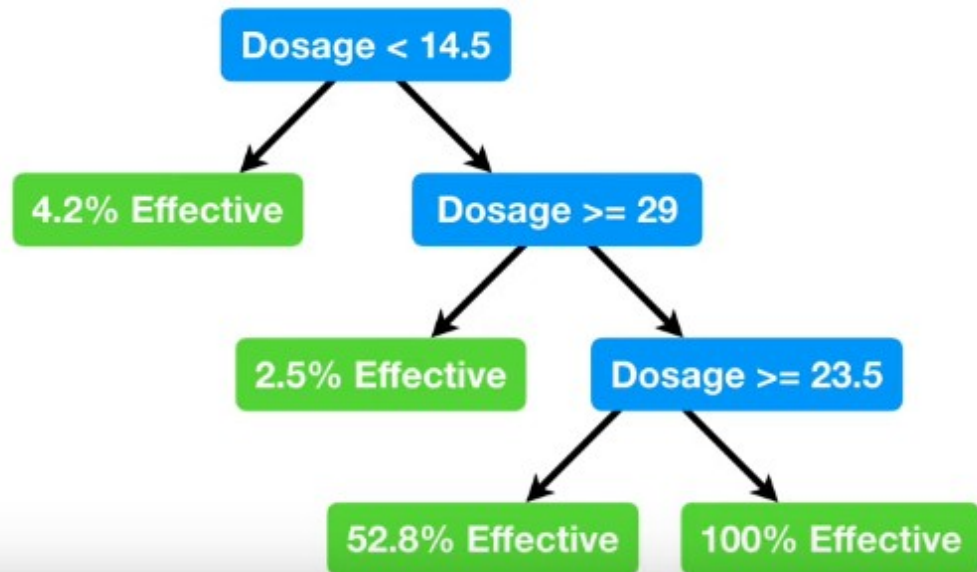 Dosage < 14.5
4.2% Effective
Dosage >= 29
2.5% Effective
Dosage >= 23.5
52.8% Effective
100% Effective